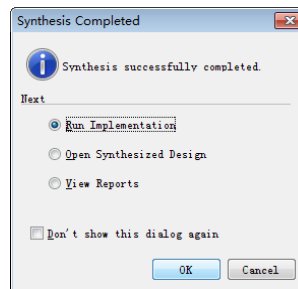 Synthesis Completed
Synthesis successfully completed.
Next
Run Implementation
Open Synthesized Design
View Reports
Don't show this dialog again
OK
Cancel